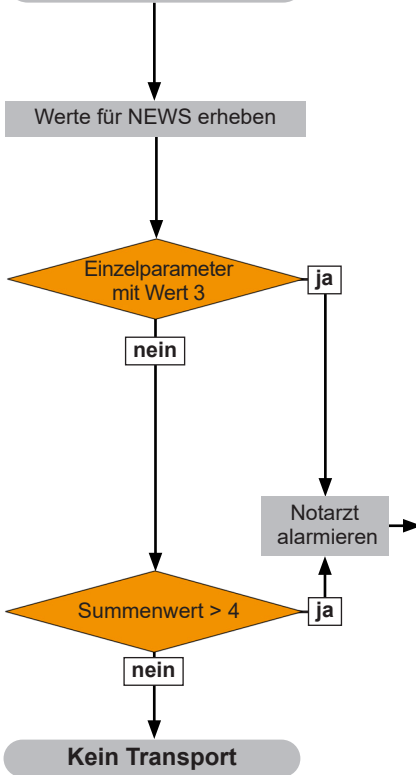 Werte für NEWS erheben
Einzelparameter
mit Wert 3
ja
nein
Notarzt
alarmieren
Summenwert > 4
ja
nein
Kein Transport